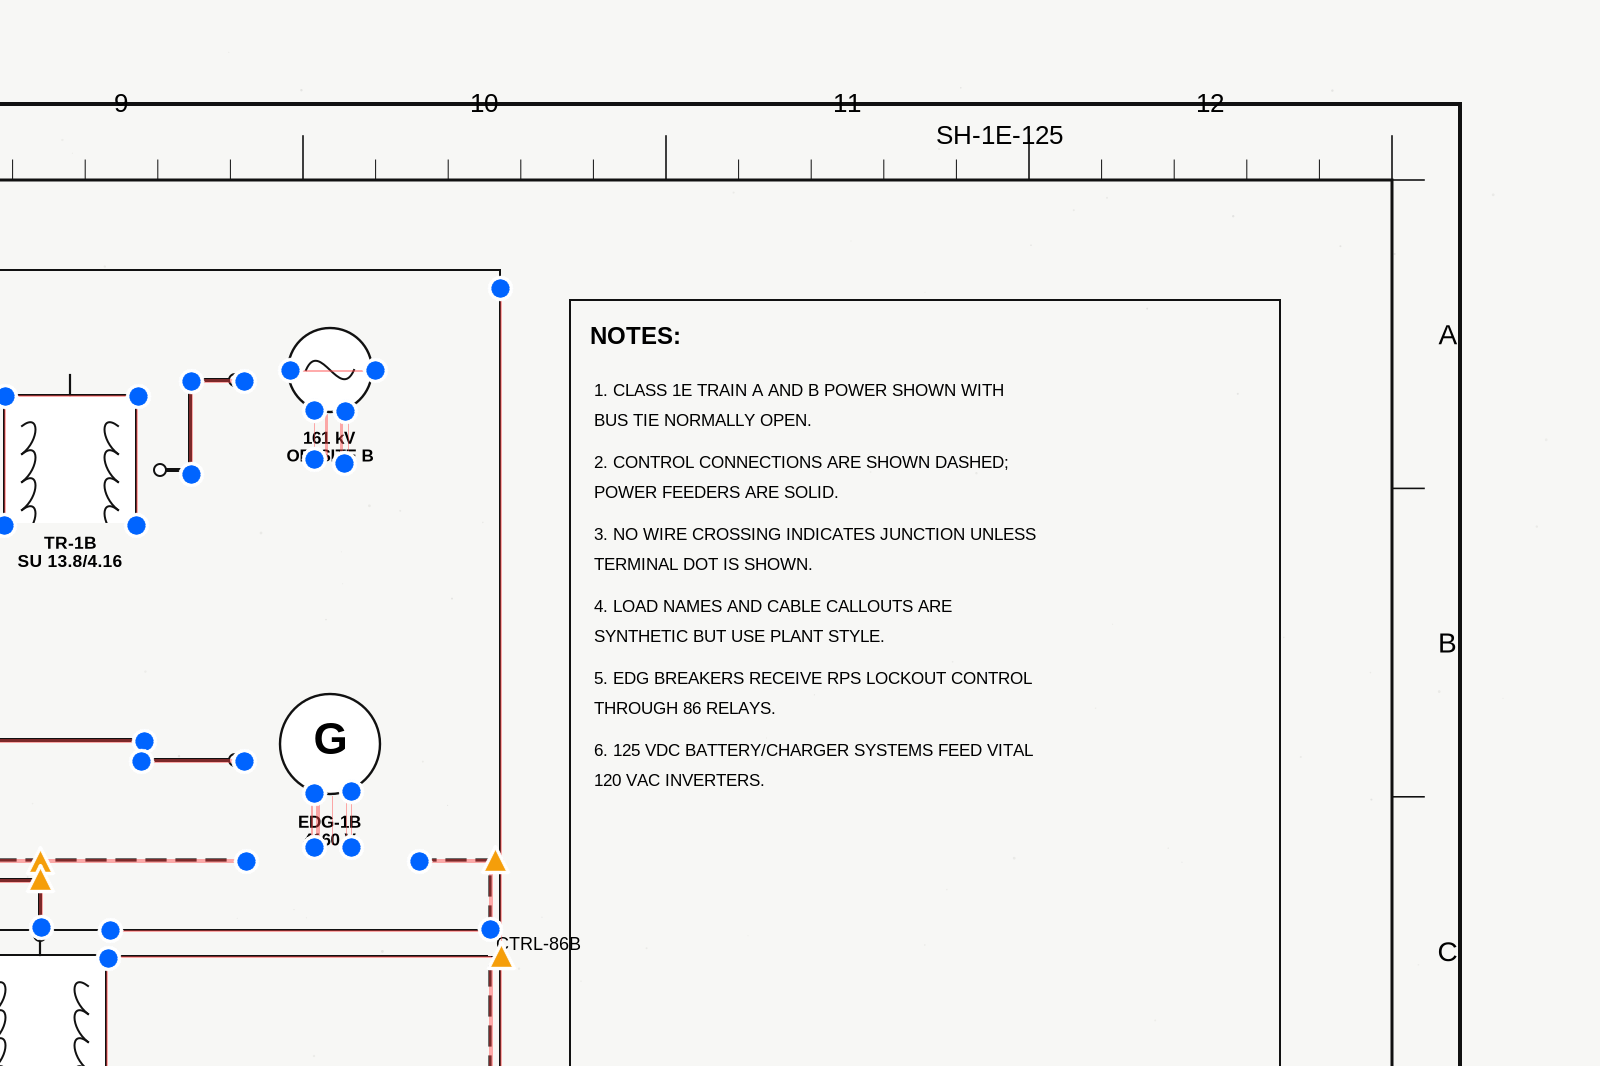 9 10 11 12
SH-1E-125
NOTES:
1. CLASS 1E TRAIN A AND B POWER SHOWN WITH
BUS TIE NORMALLY OPEN.
2. CONTROL CONNECTIONS ARE SHOWN DASHED;
POWER FEEDERS ARE SOLID.
3. NO WIRE CROSSING INDICATES JUNCTION UNLESS
TERMINAL DOT IS SHOWN.
4. LOAD NAMES AND CABLE CALLOUTS ARE
SYNTHETIC BUT USE PLANT STYLE.
5. EDG BREAKERS RECEIVE RPS LOCKOUT CONTROL
THROUGH 86 RELAYS.
6. 125 VDC BATTERY/CHARGER SYSTEMS FEED VITAL
120 VAC INVERTERS.
161 kV
B
TR-1B
SU 13.8/4.16
G
EDG-1B
CTRL-86B
A
B
C